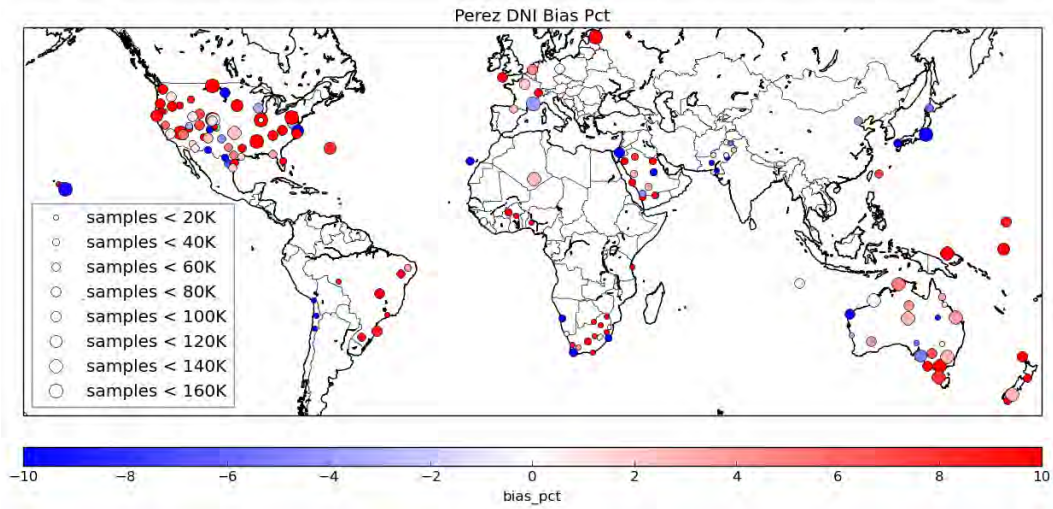 Perez DNI Bias Pct
samples < 20K
samples < 40K
samples < 60K
samples < 80K
samples < 100K
samples < 120K
samples < 140K
samples < 160K
−10 −8 −6 −4 −2 0 2 4 6 8 10
bias_pct